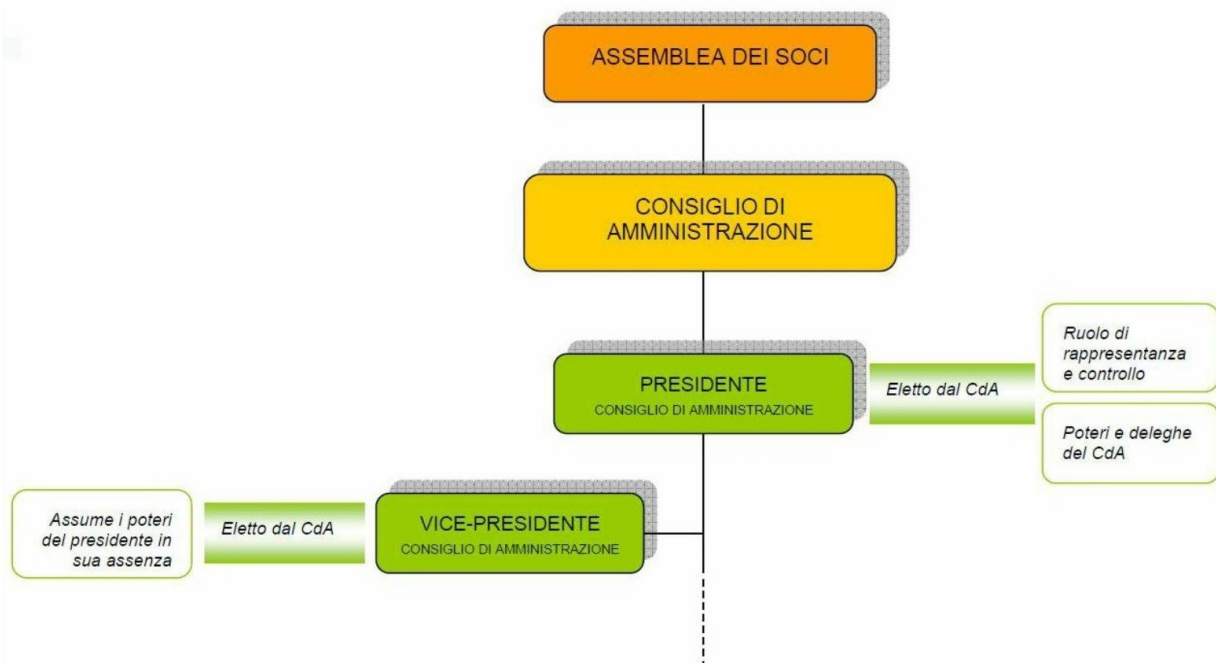 ASSEMBLEA DEI SOCI
CONSIGLIO DI
AMMINISTRAZIONE
PRESIDENTE
CONSIGLIO DI AMMINISTRAZIONE
Eletto dal CdA
Ruolo di
rappresentanza
e controllo
Poteri e deleghe
del CdA
VICE-PRESIDENTE
CONSIGLIO DI AMMINISTRAZIONE
Eletto dal CdA
Assume i poteri
del presidente in
sua assenza